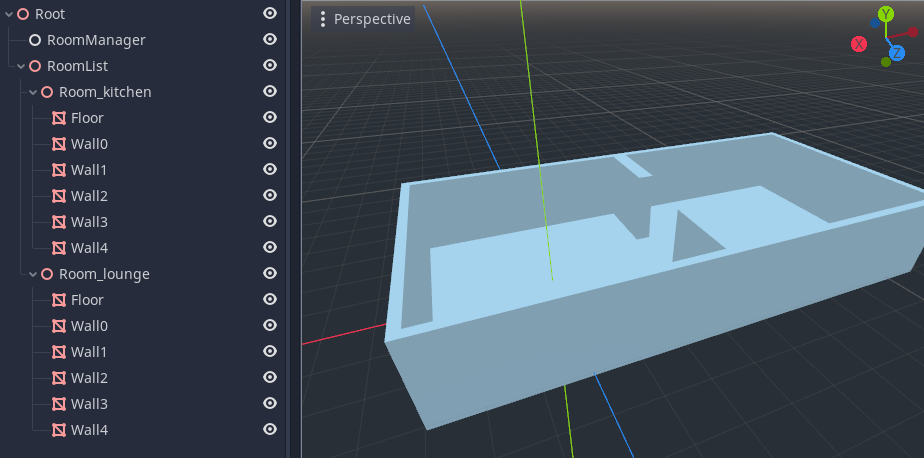 Root
RoomManager
RoomList
Room_kitchen
Floor
Wall0
Wall1
Wall2
Wall3
Wall4
Room_lounge
Floor
Wall0
Wall1
Wall2
Wall3
Wall4
Perspective
Y
X
Z